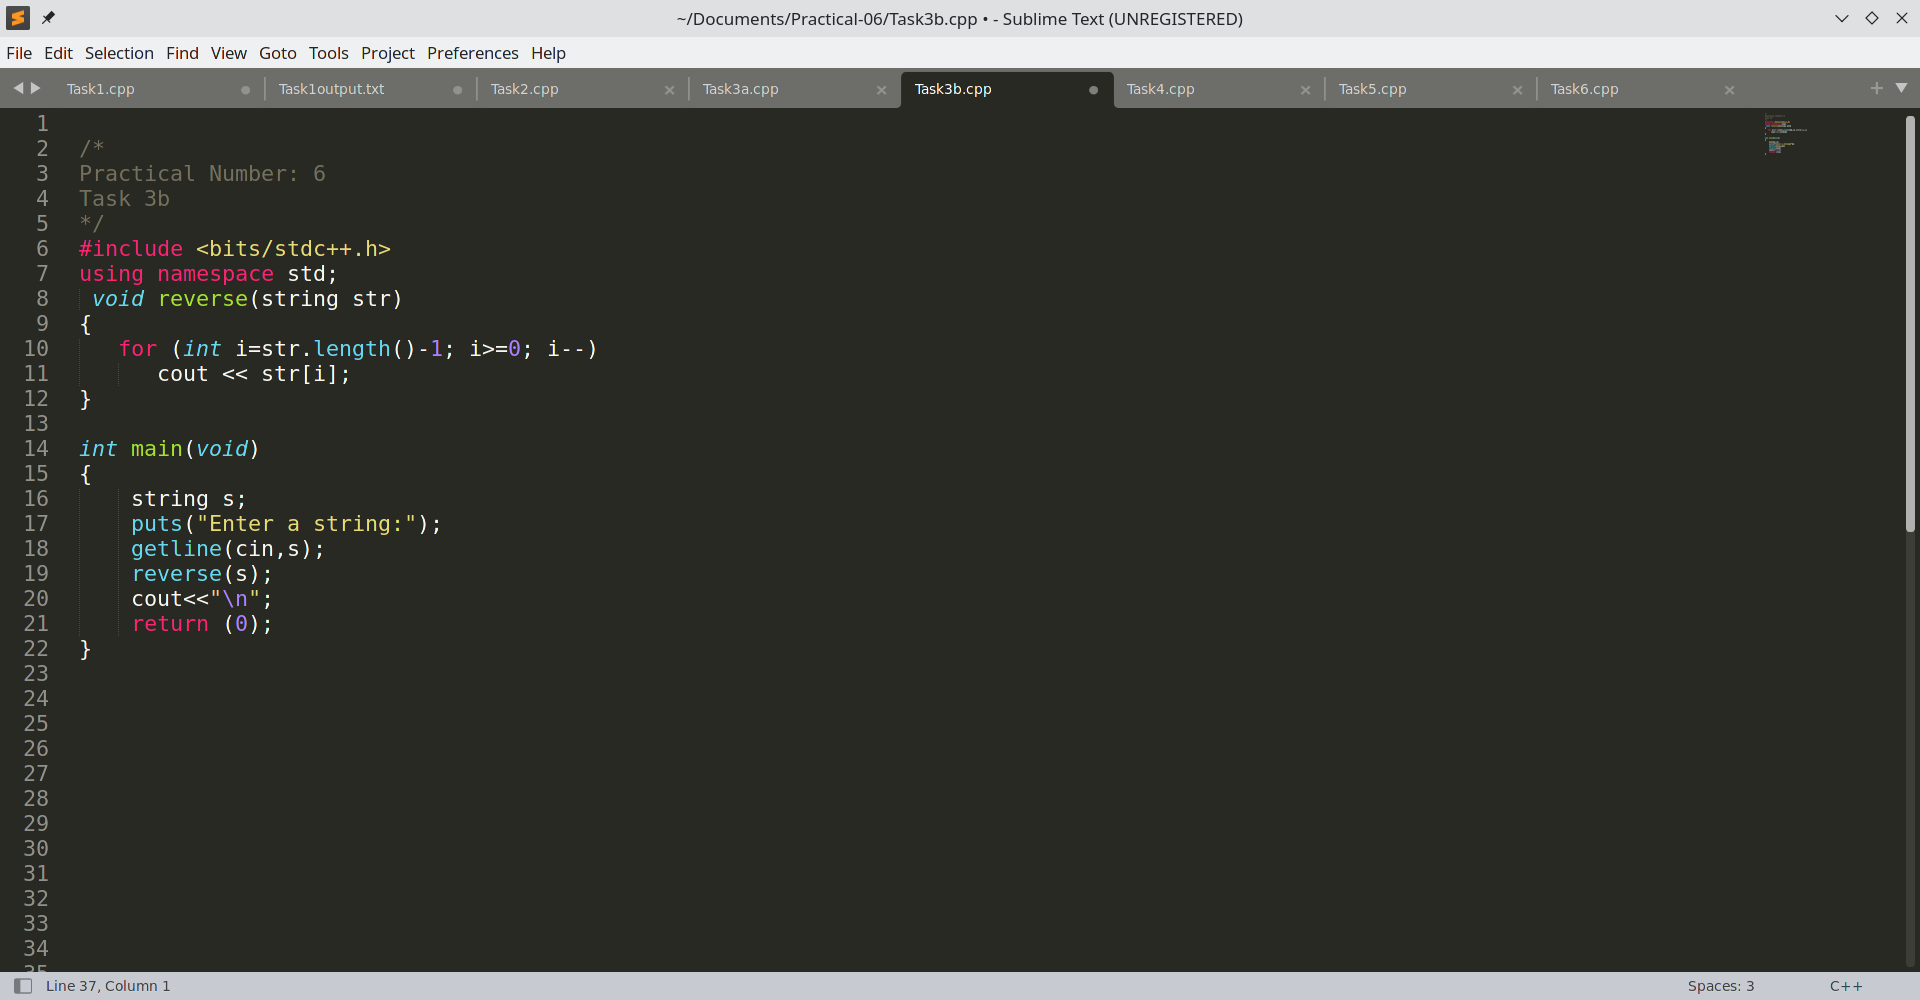 ~/Documents/Practical-06/Task3b.cpp • - Sublime Text (UNREGISTERED)
File Edit Selection Find View Goto Tools Project Preferences Help
Task1.cpp Task1output.txt Task2.cpp Task3a.cpp Task3b.cpp Task4.cpp Task5.cpp Task6.cpp
1
2 /*
3 Practical Number: 6
4 Task 3b
5 */
6 #include <bits/stdc++.h>
7 using namespace std;
8  void reverse(string str)
9 {
10    for (int i=str.length()-1; i>=0; i--)
11       cout << str[i];
12 }
13
14 int main(void)
15 {
16     string s;
17     puts("Enter a string:");
18     getline(cin,s);
19     reverse(s);
20     cout<<"\n";
21     return (0);
22 }
23
24
25
26
27
28
29
30
31
32
33
34
35
Line 37, Column 1 Spaces: 3 C++